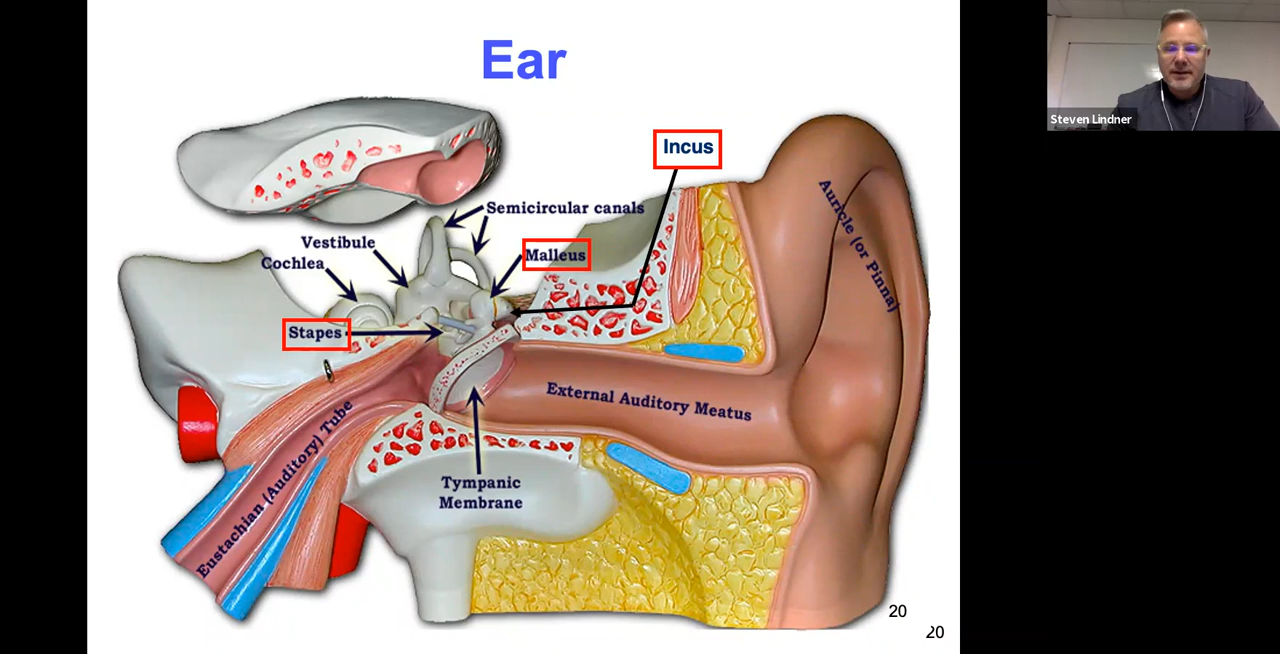 Ear
Steven Lindner
Incus
Semicircular canals
Vestibule
Malleus
Cochlea
Stapes
Auricle (or Pinna)
External Auditory Meatus
Eustachian (Auditory) Tube
Tympanic
Membrane
20
20